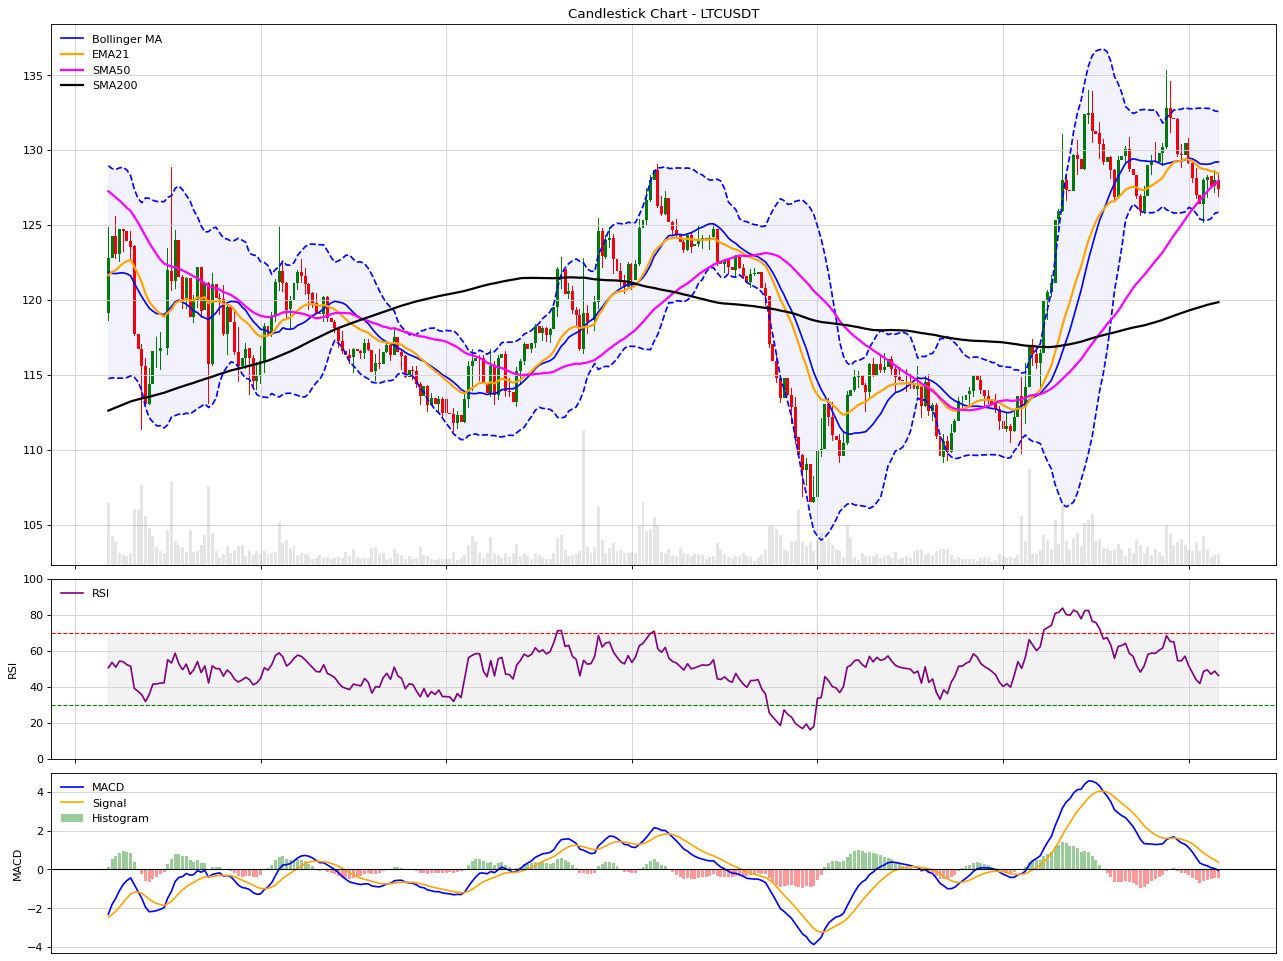 Candlestick Chart - LTCUSDT
Bollinger MA
EMA21
SMA50
SMA200
135
130
125
120
115
110
105
100
80
60
40
20
0
RSI
RSI
4
2
0
−2
−4
MACD
MACD
Signal
Histogram